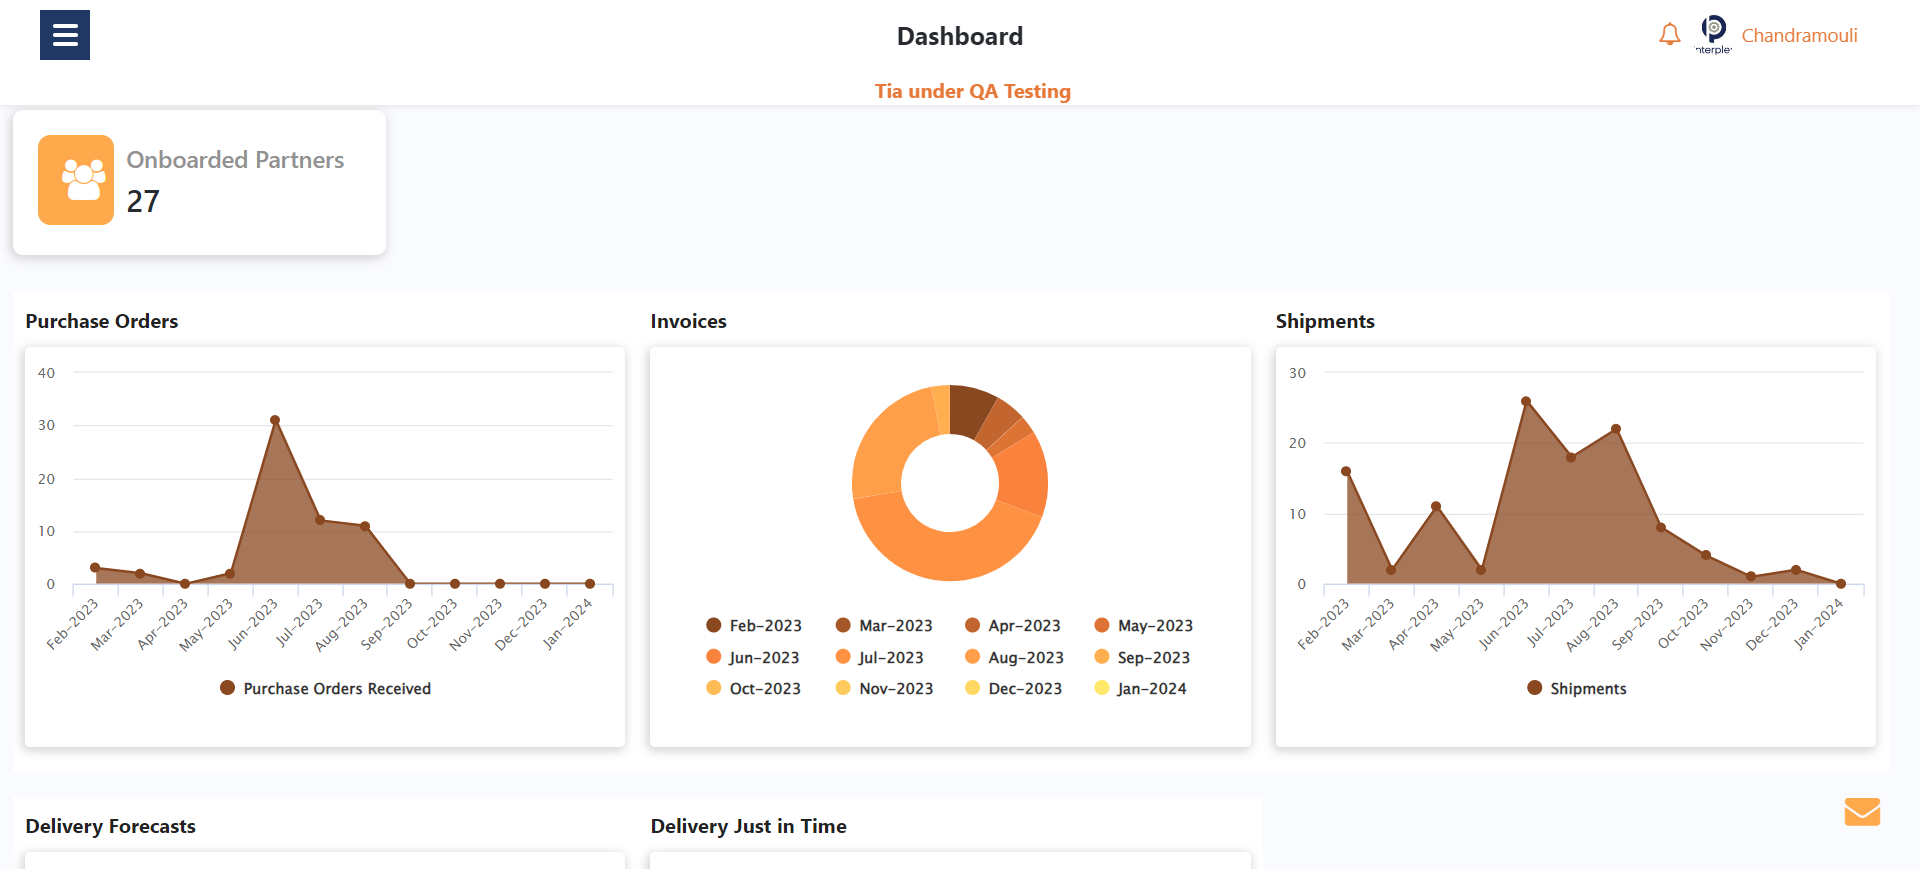 Dashboard
Chandramouli
Tia under QA Testing
Onboarded Partners
27
Purchase Orders
40
30
20
10
0
Feb-2023
Mar-2023
Apr-2023
May-2023
Jun-2023
Jul-2023
Aug-2023
Sep-2023
Oct-2023
Nov-2023
Dec-2023
Jan-2024
Purchase Orders Received
Invoices
Feb-2023 Mar-2023 Apr-2023 May-2023
Jun-2023 Jul-2023 Aug-2023 Sep-2023
Oct-2023 Nov-2023 Dec-2023 Jan-2024
Shipments
30
20
10
0
Feb-2023
Mar-2023
Apr-2023
May-2023
Jun-2023
Jul-2023
Aug-2023
Sep-2023
Oct-2023
Nov-2023
Dec-2023
Jan-2024
Shipments
Delivery Forecasts
Delivery Just in Time